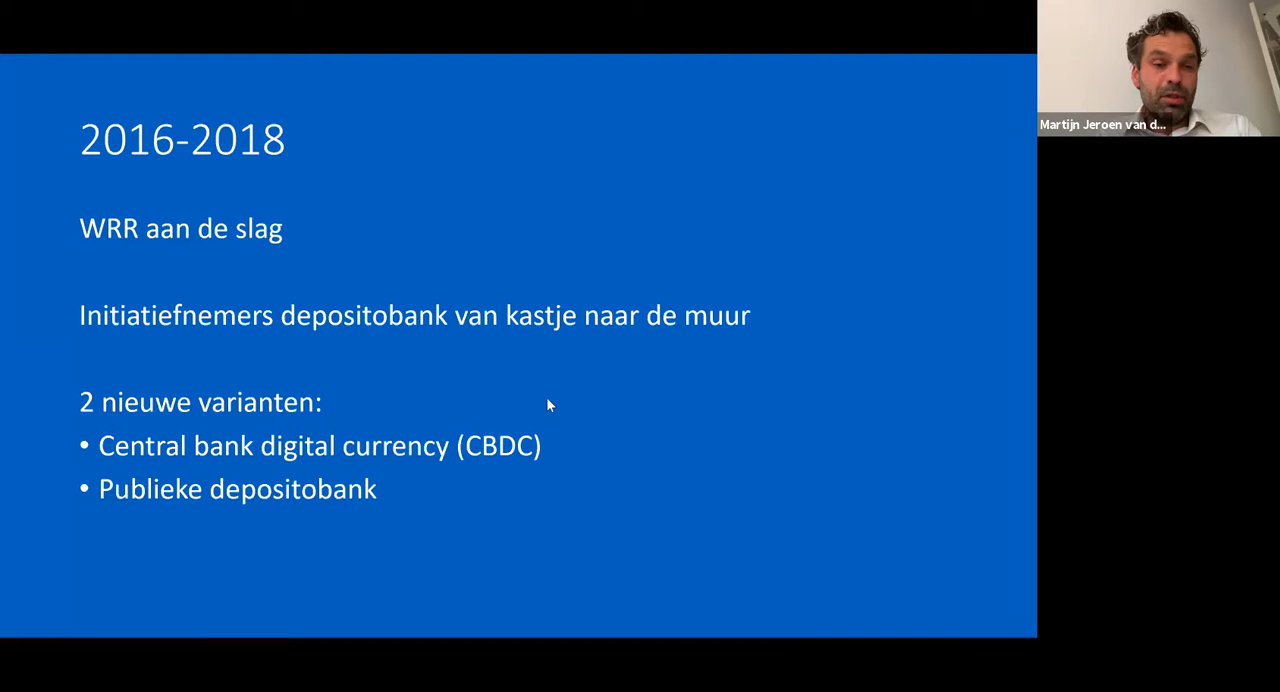 2016-2018
WRR aan de slag
Initiatiefnemers depositobank van kastje naar de muur
2 nieuwe varianten:
• Central bank digital currency (CBDC)
• Publieke depositobank
Martijn Jeroen van d...